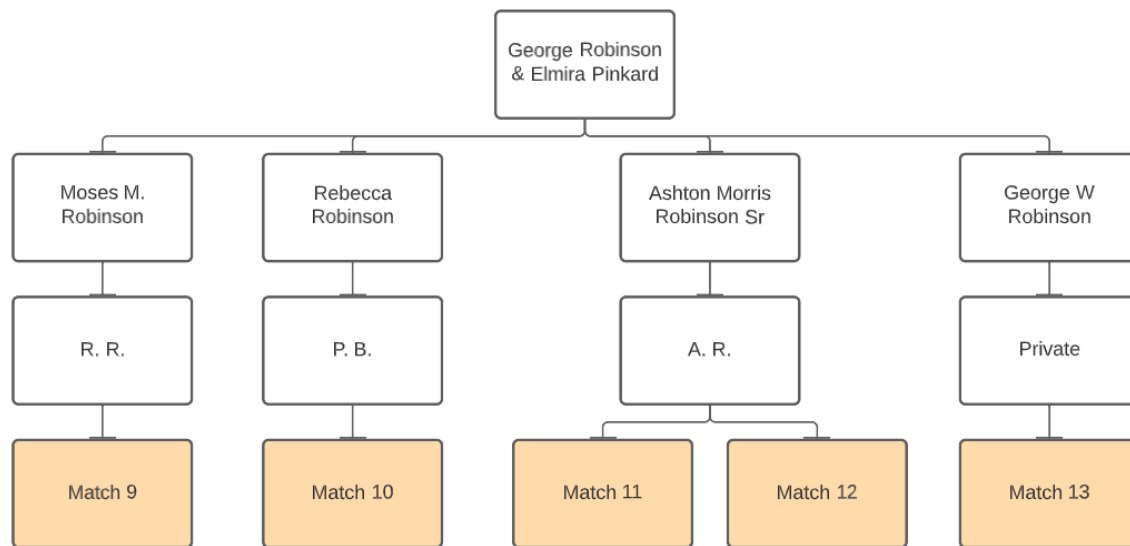 George Robinson
& Elmira Pinkard
Moses M.
Robinson
Rebecca
Robinson
Ashton Morris
Robinson Sr
George W
Robinson
R. R.
P. B.
A. R.
Private
Match 9
Match 10
Match 11
Match 12
Match 13